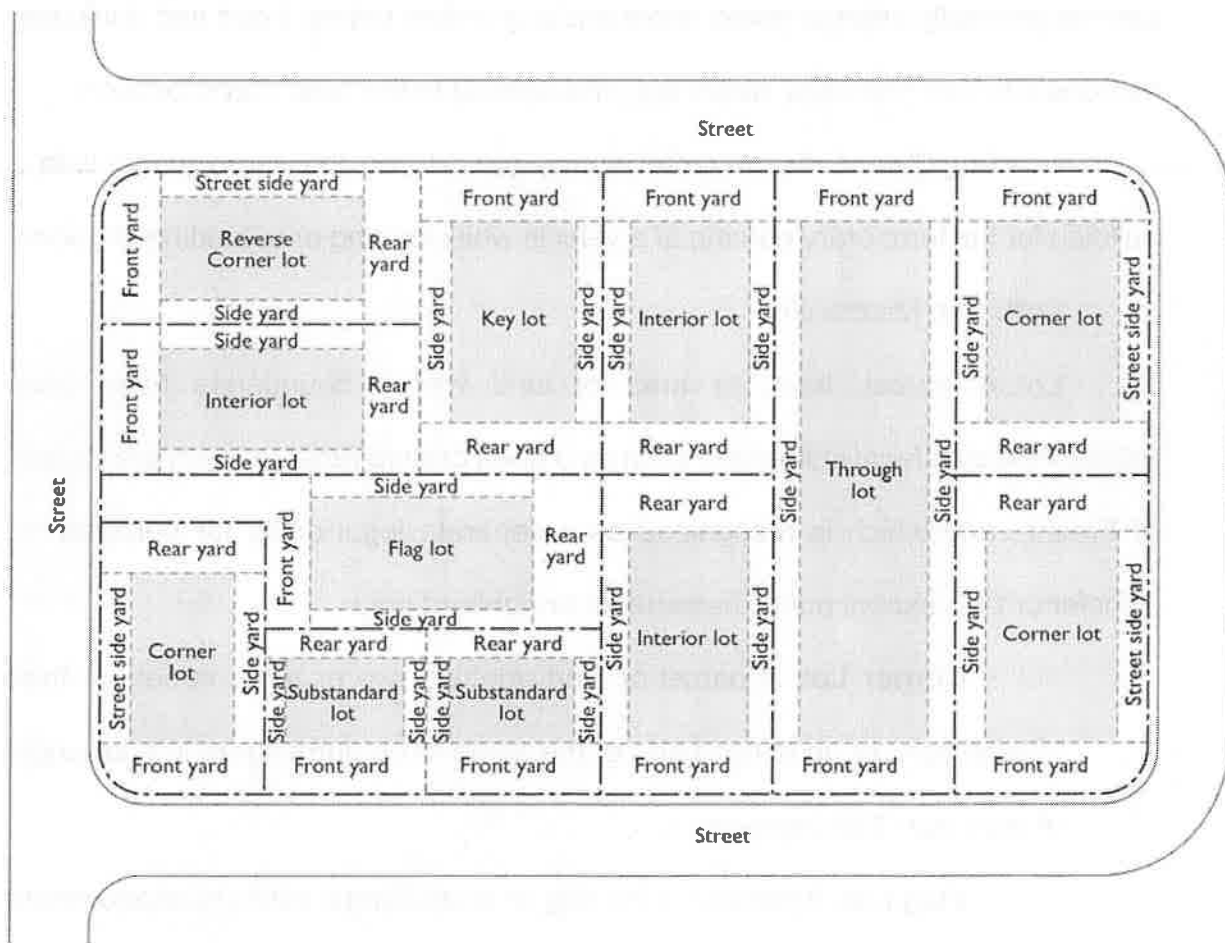 Street
Street side yard
Front yard
Reverse
Corner lot
Rear
yard
Side yard
Front yard
Side yard
Key lot
Side yard
Rear yard
Front yard
Side yard
Interior lot
Side yard
Rear yard
Front yard
Side yard
Through
lot
Side yard
Front yard
Front yard
Side yard
Corner lot
Street side yard
Rear yard
Front yard
Side yard
Interior lot
Rear
yard
Side yard
Street
Front yard
Side yard
Flag lot
Rear yard
Side yard
Rear yard
Side yard
Interior lot
Side yard
Front yard
Rear yard
Side yard
Corner lot
Street side yard
Front yard
Rear yard
Street side yard
Corner
lot
Side yard
Front yard
Rear yard
Side yard
Substandard
lot
Side yard
Front yard
Rear yard
Side yard
Substandard
lot
Side yard
Front yard
Street